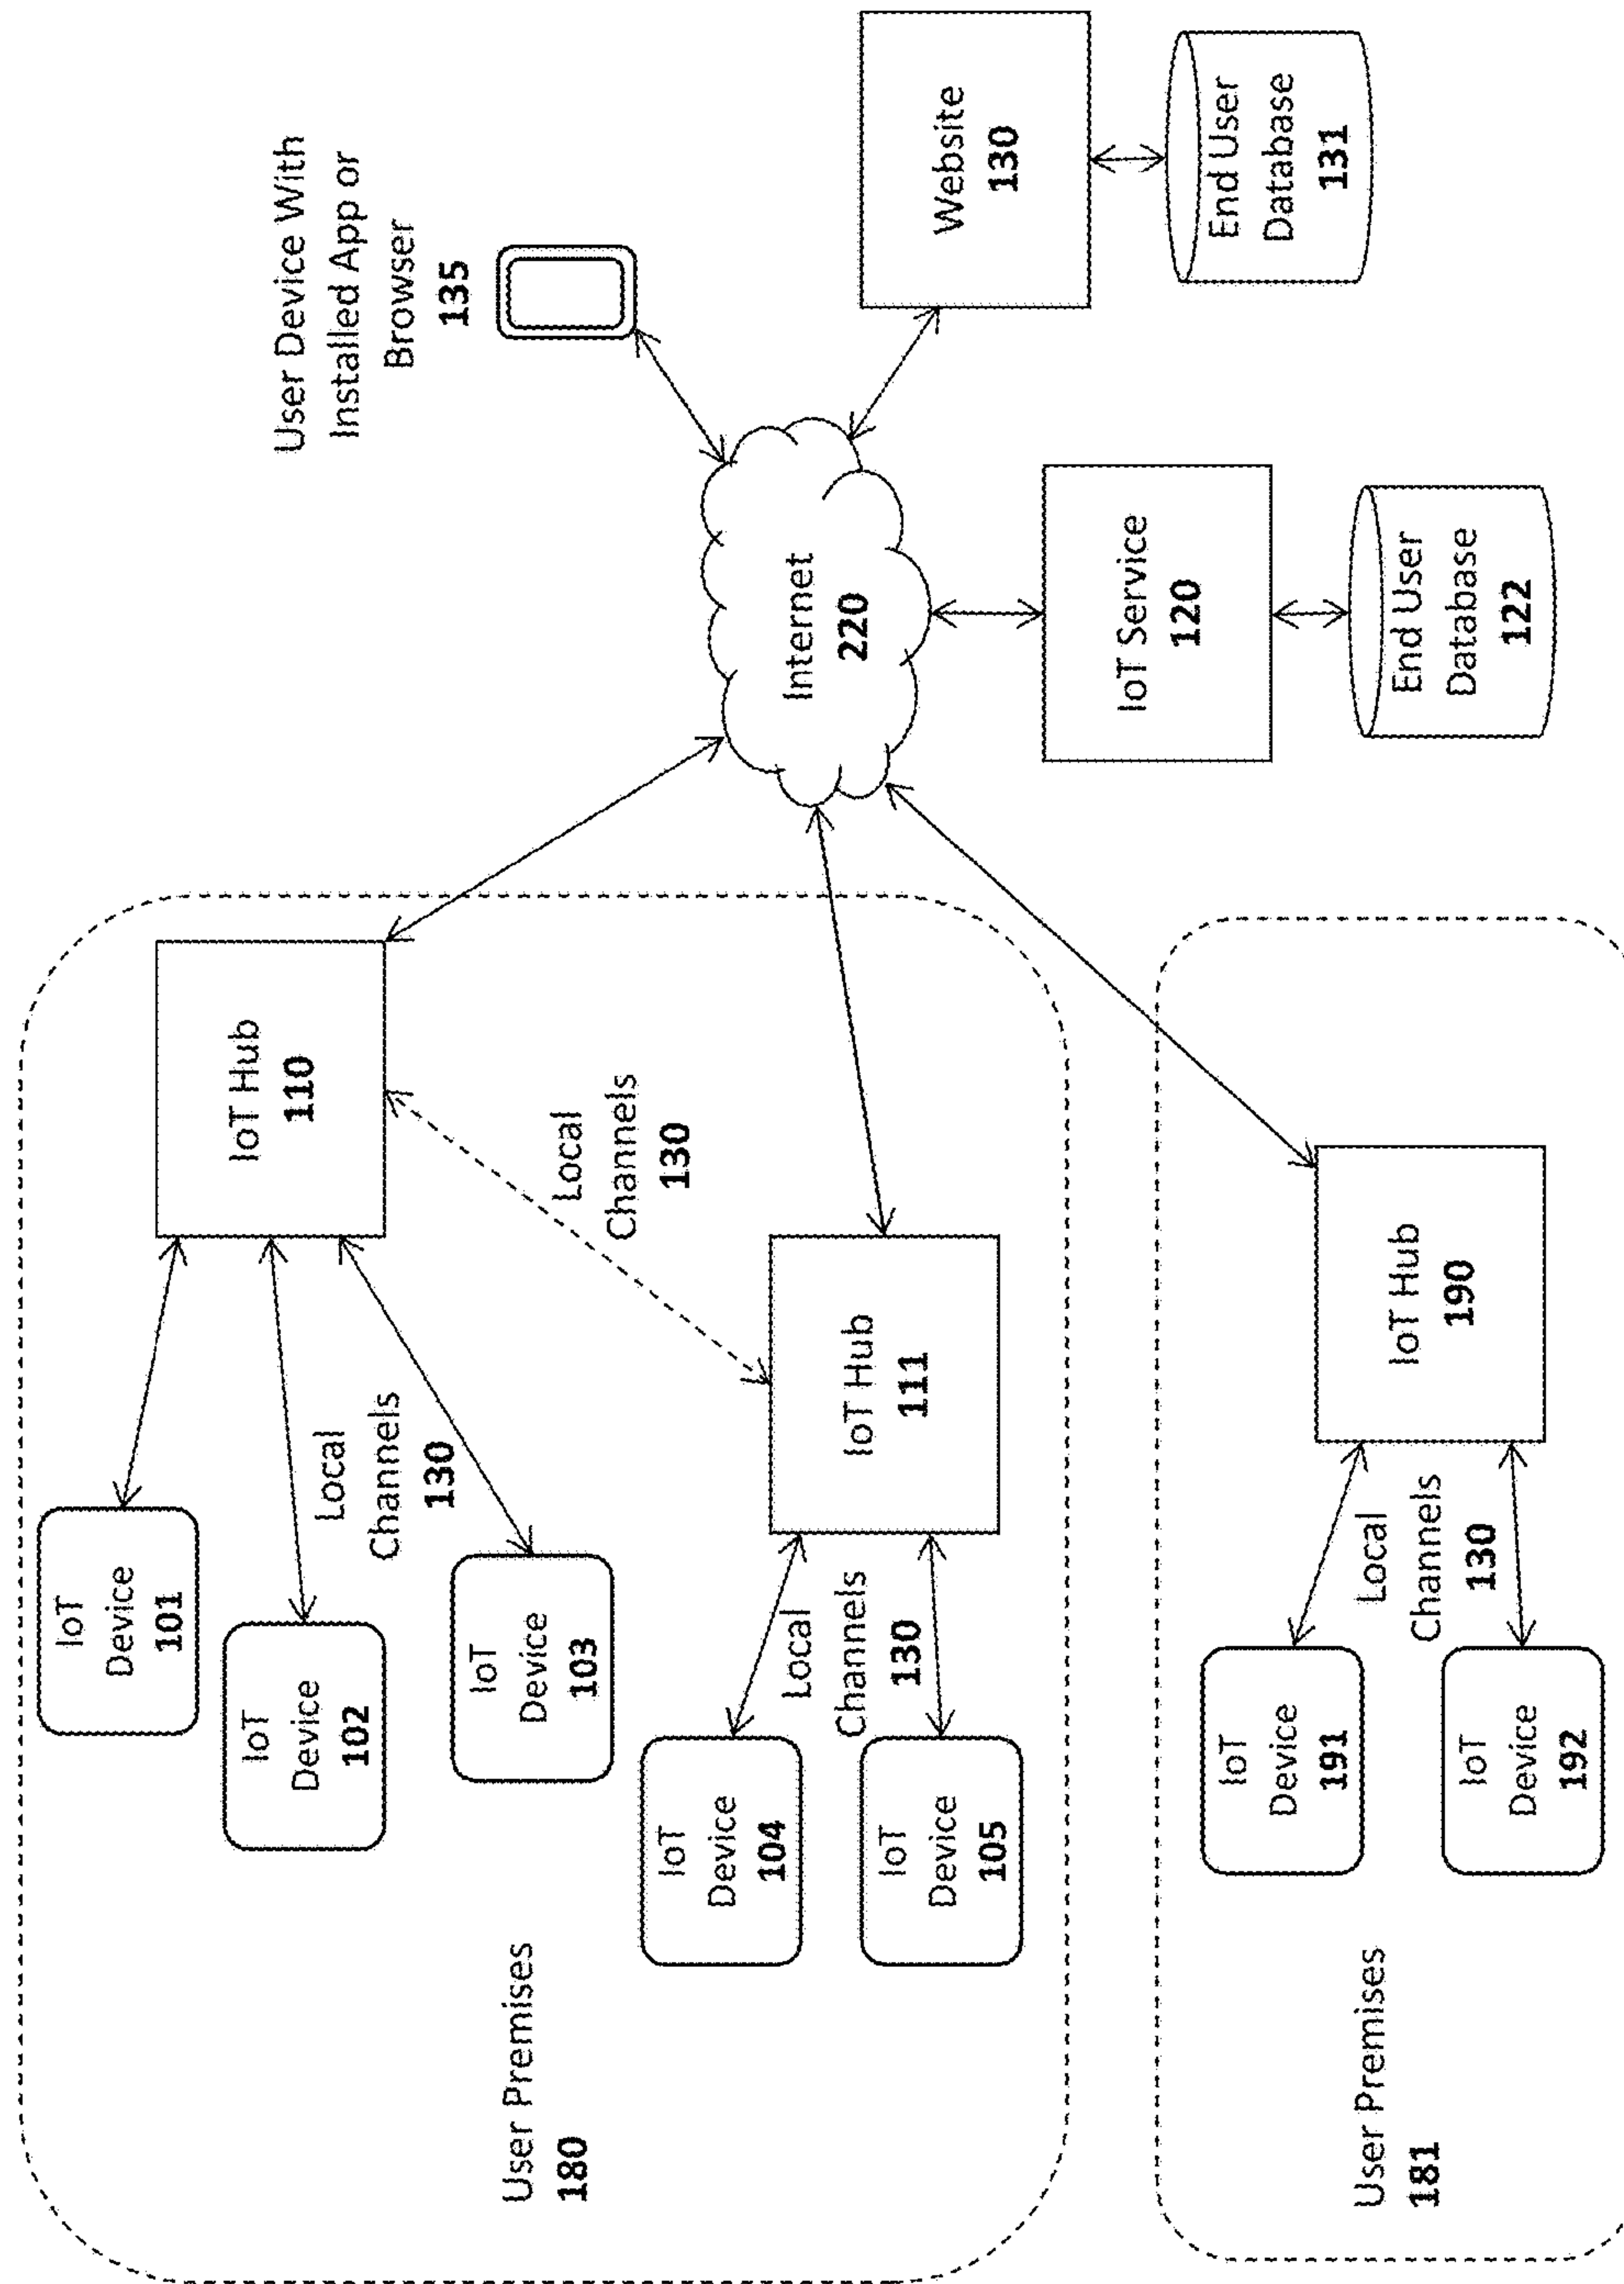 User Premises
180
IoT
Device
101
IoT
Device
102
IoT
Device
103
Local
Channels
130
IoT Hub
110
Local
Channels
130
IoT
Device
104
IoT
Device
105
Local
Channels
130
IoT Hub
111
User Premises
181
IoT
Device
191
IoT
Device
192
Local
Channels
130
IoT Hub
190
Internet
220
User Device With
Installed App or
Browser
135
IoT Service
120
End User
Database
122
Website
130
End User
Database
131